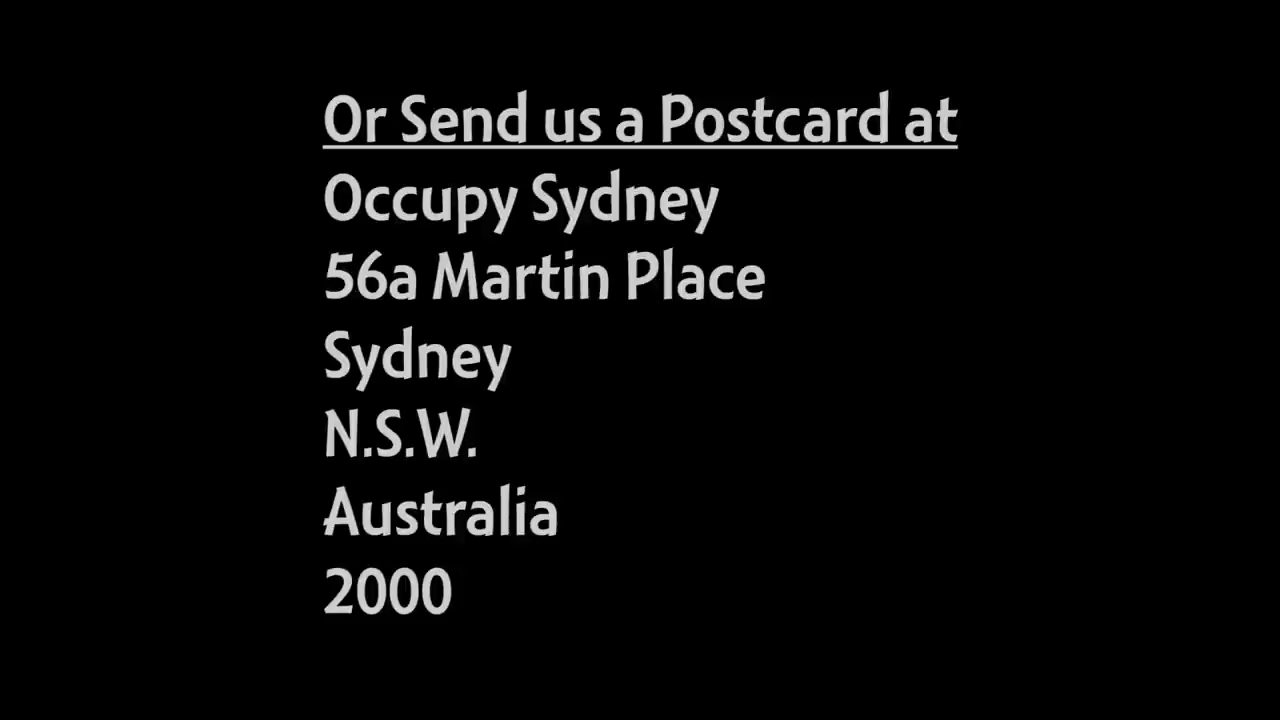 Or Send us a Postcard at
Occupy Sydney
56a Martin Place
Sydney
N.S.W.
Australia
2000